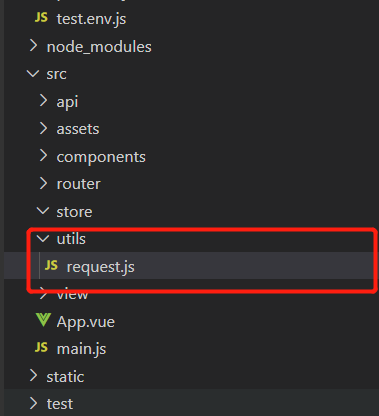 JS test.env.js
node_modules
src
api
assets
components
router
store
utils
JS request.js
view
App.vue
JS main.js
static
test